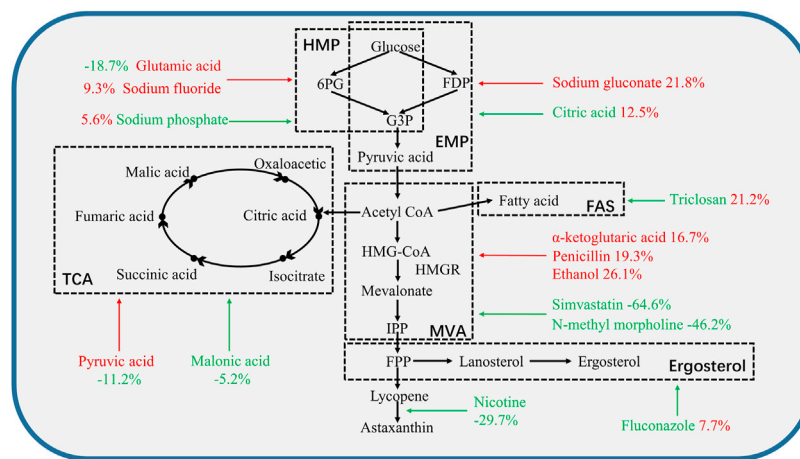 HMP
Glucose
-18.7% Glutamic acid
9.3% Sodium fluoride
6PG
FDP
Sodium gluconate 21.8%
5.6% Sodium phosphate
G3P
Citric acid 12.5%
EMP
Pyruvic acid
Malic acid
Oxaloacetic
Fumaric acid
Citric acid
Succinic acid
Isocitrate
TCA
Acetyl CoA
Fatty acid
FAS
Triclosan 21.2%
HMG-CoA
HMGR
α-ketoglutaric acid 16.7%
Penicillin 19.3%
Ethanol 26.1%
Mevalonate
IPP
MVA
Simvastatin -64.6%
N-methyl morpholine -46.2%
Pyruvic acid
-11.2%
Malonic acid
-5.2%
FPP
Lanosterol
Ergosterol
Ergosterol
Lycopene
Astaxanthin
Nicotine
-29.7%
Fluconazole 7.7%